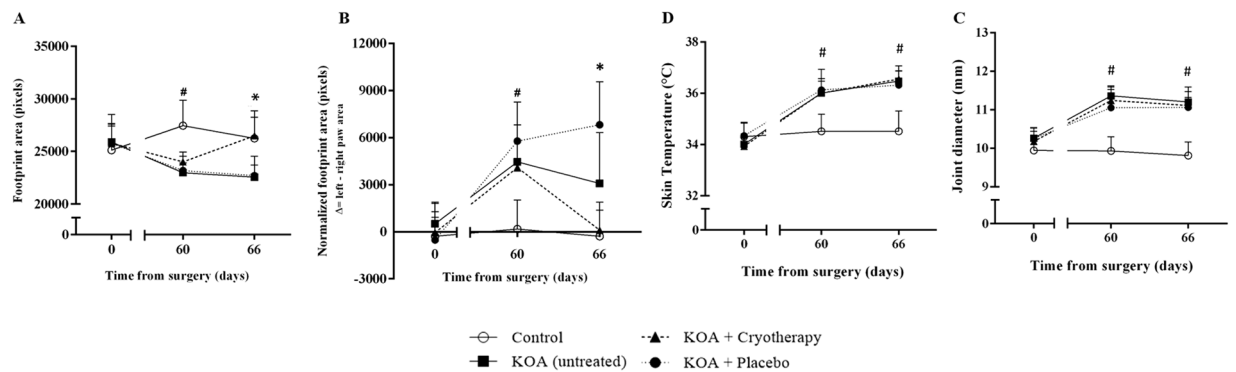 A
Footprint area (pixels)
35000
30000
25000
20000
0
#
*
0
60
66
Time from surgery (days)
B
Normalized footprint area (pixels)
Δ= left - right paw area
12000
9000
6000
3000
0
-3000
#
*
0
60
66
Time from surgery (days)
D
Skin Temperature (°C)
38
36
34
32
0
#
#
0
60
66
Time from surgery (days)
C
Joint diameter (mm)
13
12
11
10
9
0
#
#
0
60
66
Time from surgery (days)
Control
KOA (untreated)
KOA + Cryotherapy
KOA + Placebo